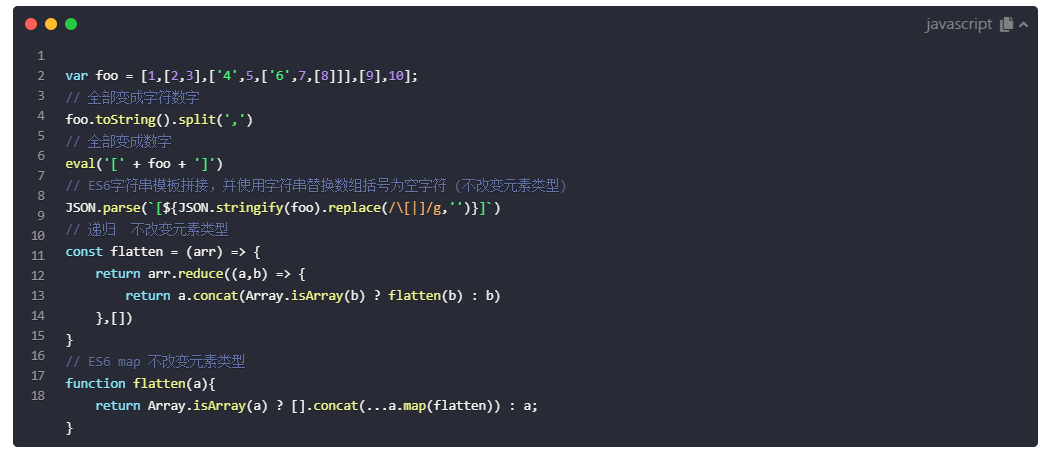 javascript
1
2 var foo = [1,[2,3],['4',5,['6',7,[8]]],[9],10];
3 // 全部变成字符数字
4 foo.toString().split(',')
5 // 全部变成数字
6 eval('[' + foo + ']')
7 // ES6字符串模板拼接，并使用字符串替换数组括号为空字符（不改变元素类型）
8 JSON.parse(`[${JSON.stringify(foo).replace(/\[|]/g,'')}]`)
9 // 递归  不改变元素类型
10 const flatten = (arr) => {
11     return arr.reduce((a,b) => {
12         return a.concat(Array.isArray(b) ? flatten(b) : b)
13     },[])
14 }
15 // ES6 map 不改变元素类型
16 function flatten(a){
17     return Array.isArray(a) ? [].concat(...a.map(flatten)) : a;
18 }